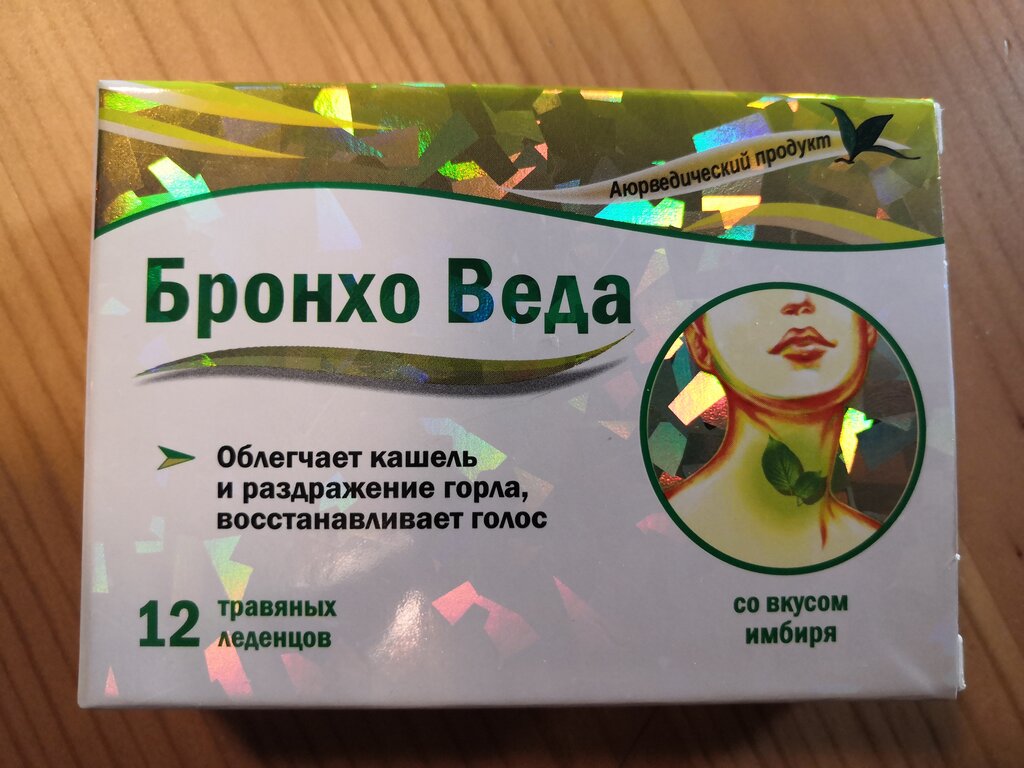 Аюрведический продукт
Бронхо Веда
Облегчает кашель
и раздражение горла,
восстанавливает голос
12 травяных
леденцов
со вкусом
имбиря